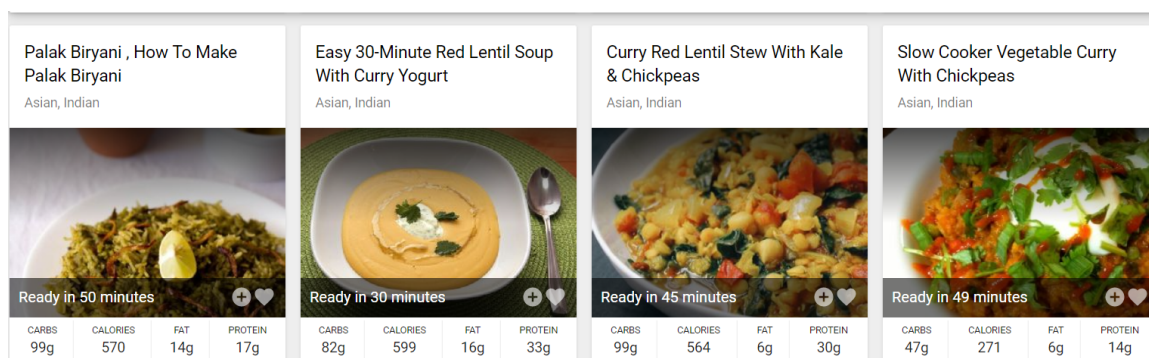 Palak Biryani , How To Make
Palak Biryani
Asian, Indian
Ready in 50 minutes
CARBS CALORIES FAT PROTEIN
99g 570 14g 17g
Easy 30-Minute Red Lentil Soup
With Curry Yogurt
Asian, Indian
Ready in 30 minutes
CARBS CALORIES FAT PROTEIN
82g 599 16g 33g
Curry Red Lentil Stew With Kale
& Chickpeas
Asian, Indian
Ready in 45 minutes
CARBS CALORIES FAT PROTEIN
99g 564 6g 30g
Slow Cooker Vegetable Curry
With Chickpeas
Asian, Indian
Ready in 49 minutes
CARBS CALORIES FAT PROTEIN
47g 271 6g 14g